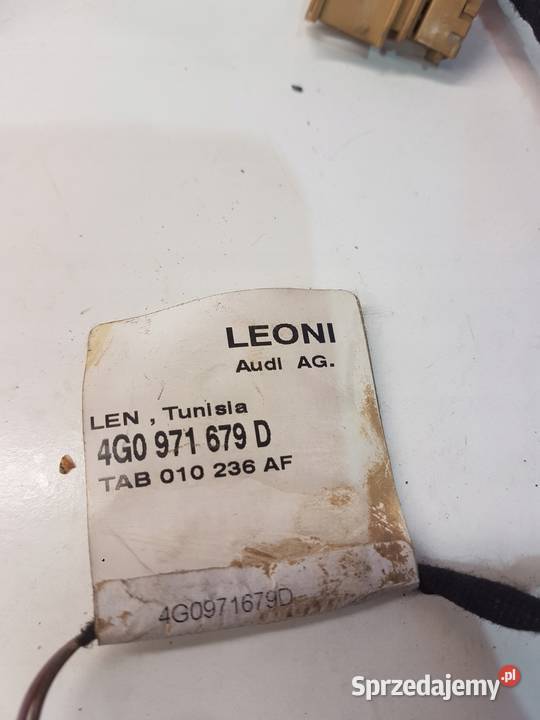 LEONI
Audi AG.
LEN , Tunisia
4G0 971 679 D
TAB 010 236 AF
4G0971679D
Sprzedajemy.pl